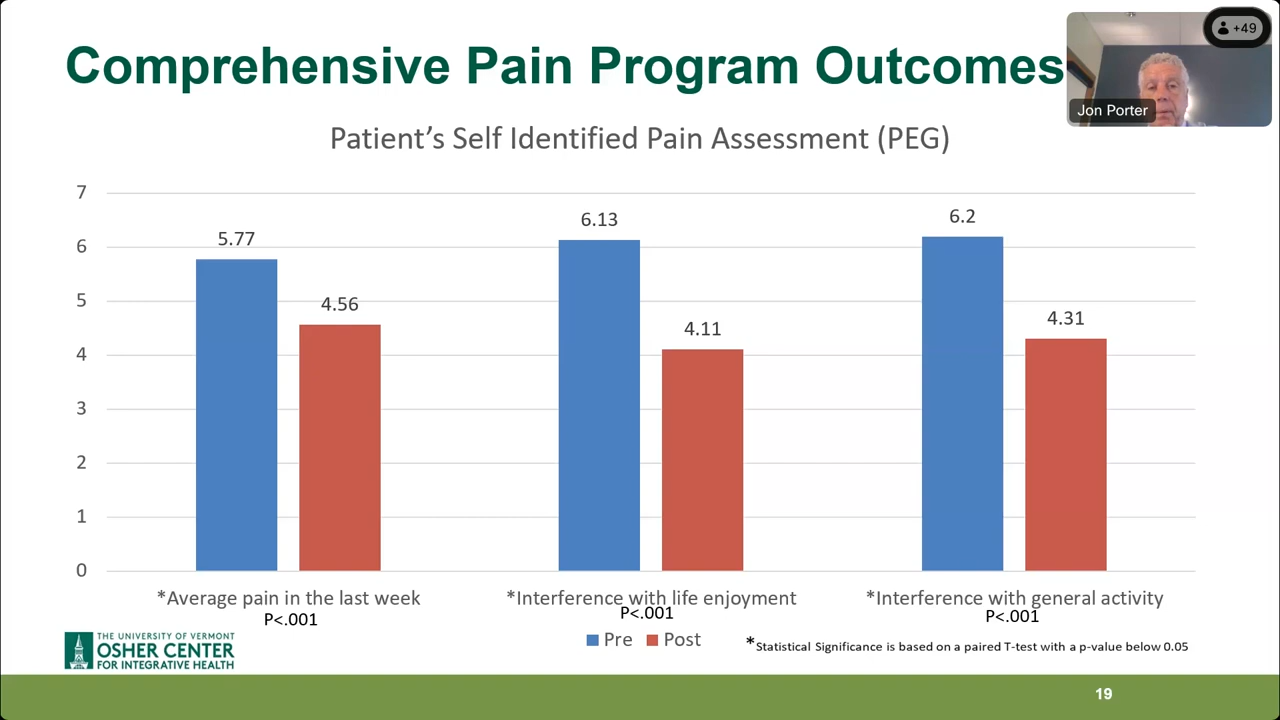 Comprehensive Pain Program Outcomes
+49
Jon Porter
Patient's Self Identified Pain Assessment (PEG)
7
6
5
4
3
2
1
0
5.77
4.56
6.13
4.11
6.2
4.31
*Average pain in the last week
P<.001
*Interference with life enjoyment
P<.001
*Interference with general activity
P<.001
Pre Post
*Statistical Significance is based on a paired T-test with a p-value below 0.05
THE UNIVERSITY OF VERMONT
OSHER CENTER
FOR INTEGRATIVE HEALTH
19